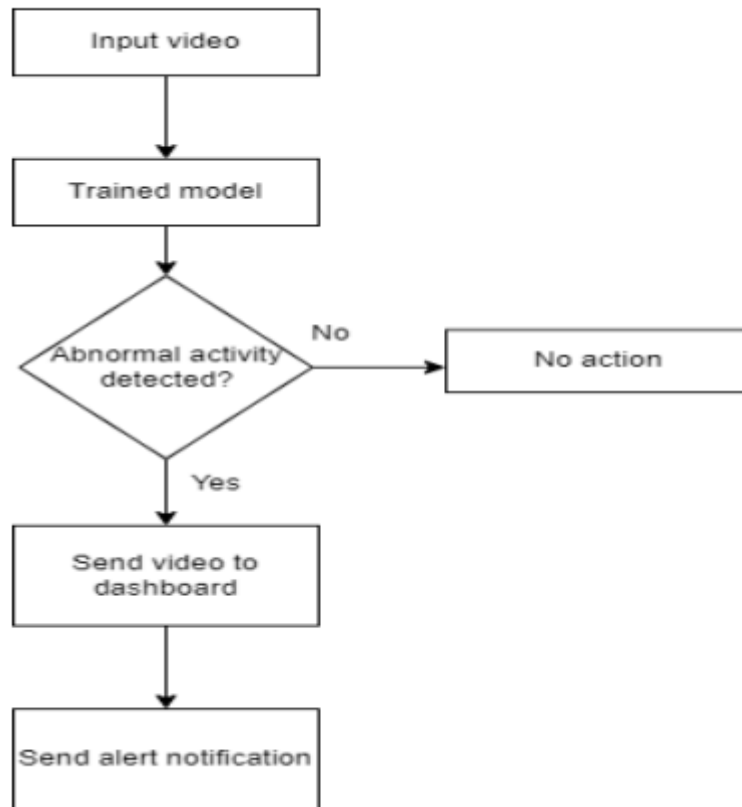 Input video
Trained model
No
Abnormal activity
detected?
No action
Yes
Send video to
dashboard
Send alert notification